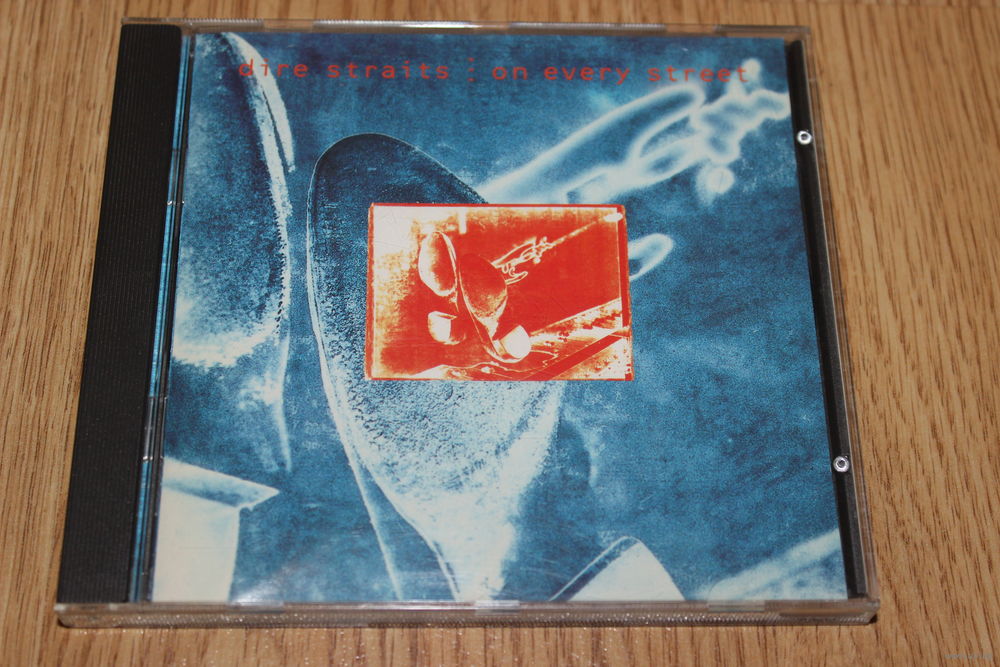 dire straits : on every street